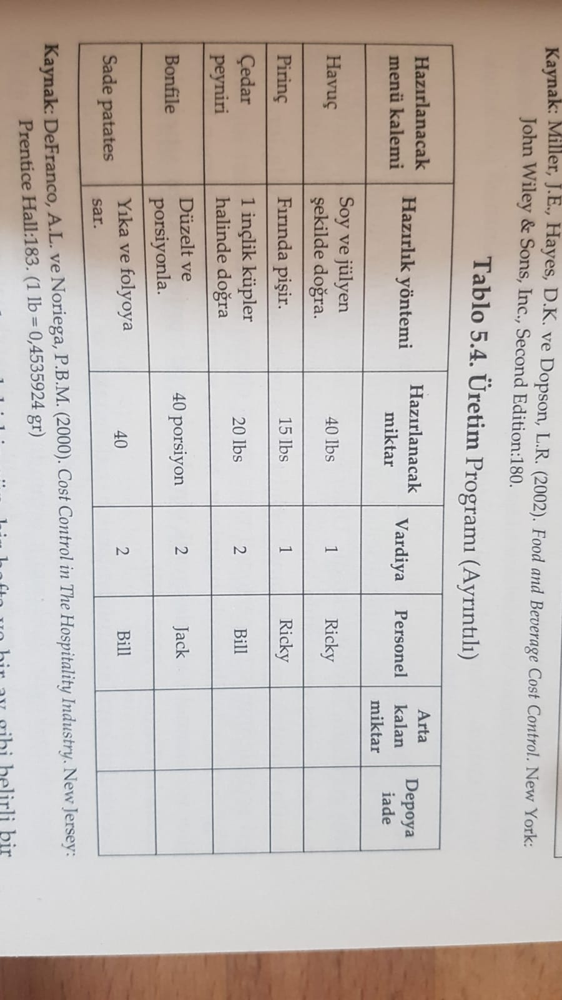 Kaynak: Miller, J.E., Hayes, D.K. ve Dopson, L.R. (2002). Food and Beverage Cost Control. New York:
John Wiley & Sons, Inc., Second Edition:180.
Tablo 5.4. Üretim Programı (Ayrıntılı)
Hazırlanacak menü kalemi | Hazırlık yöntemi | Hazırlanacak miktar | Vardiya | Personel | Arta kalan miktar | Depoya iade
Havuç | Soy ve jülyen şekilde doğra. | 40 lbs | 1 | Ricky
Pirinç | Fırında pişir. | 15 lbs | 1 | Ricky
Çedar peyniri | 1 inçlik küpler halinde doğra | 20 lbs | 2 | Bill
Bonfile | Düzelt ve porsiyonla. | 40 porsiyon | 2 | Jack
Sade patates | Yıka ve folyoya sar. | 40 | 2 | Bill
Kaynak: DeFranco, A.L. ve Noriega, P.B.M. (2000). Cost Control in The Hospitality Industry. New Jersey:
Prentice Hall:183. (1 lb = 0,4535924 gr)